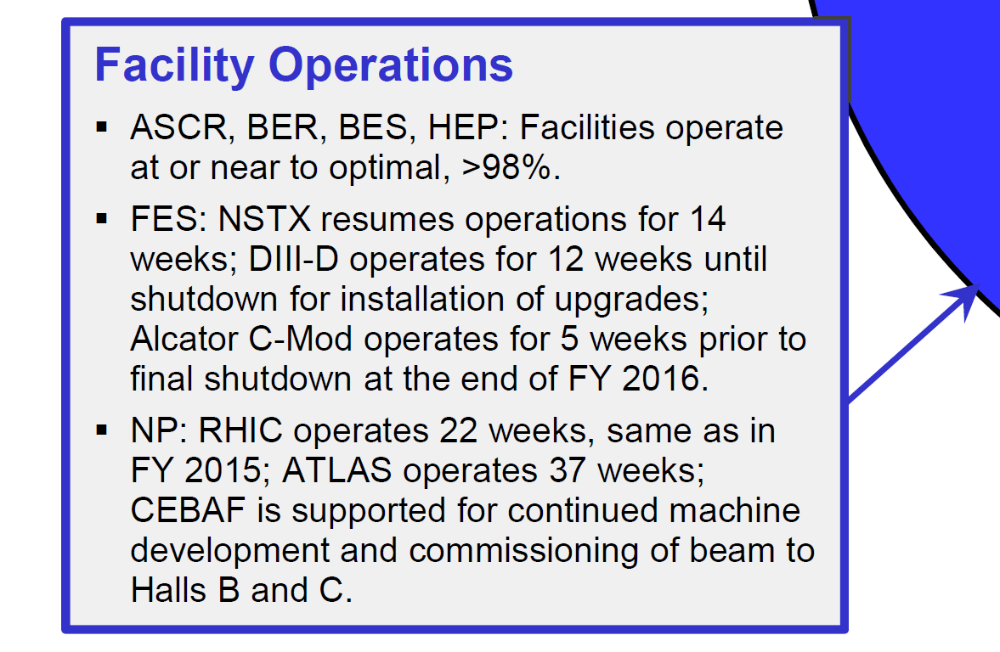 Facility Operations
▪ ASCR, BER, BES, HEP: Facilities operate
at or near to optimal, >98%.
▪ FES: NSTX resumes operations for 14
weeks; DIII-D operates for 12 weeks until
shutdown for installation of upgrades;
Alcator C-Mod operates for 5 weeks prior to
final shutdown at the end of FY 2016.
▪ NP: RHIC operates 22 weeks, same as in
FY 2015; ATLAS operates 37 weeks;
CEBAF is supported for continued machine
development and commissioning of beam to
Halls B and C.